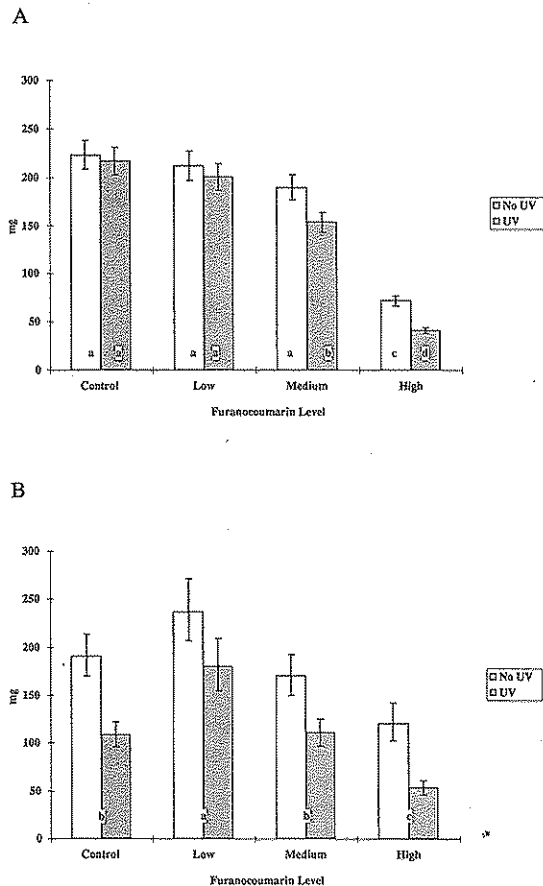 A
300
250
200
150
100
50
0
mg
a a a a a b c d
Control Low Medium High
Furanocoumarin Level
No UV
UV
B
300
250
200
150
100
50
0
mg
b a b c
Control Low Medium High
Furanocoumarin Level
No UV
UV